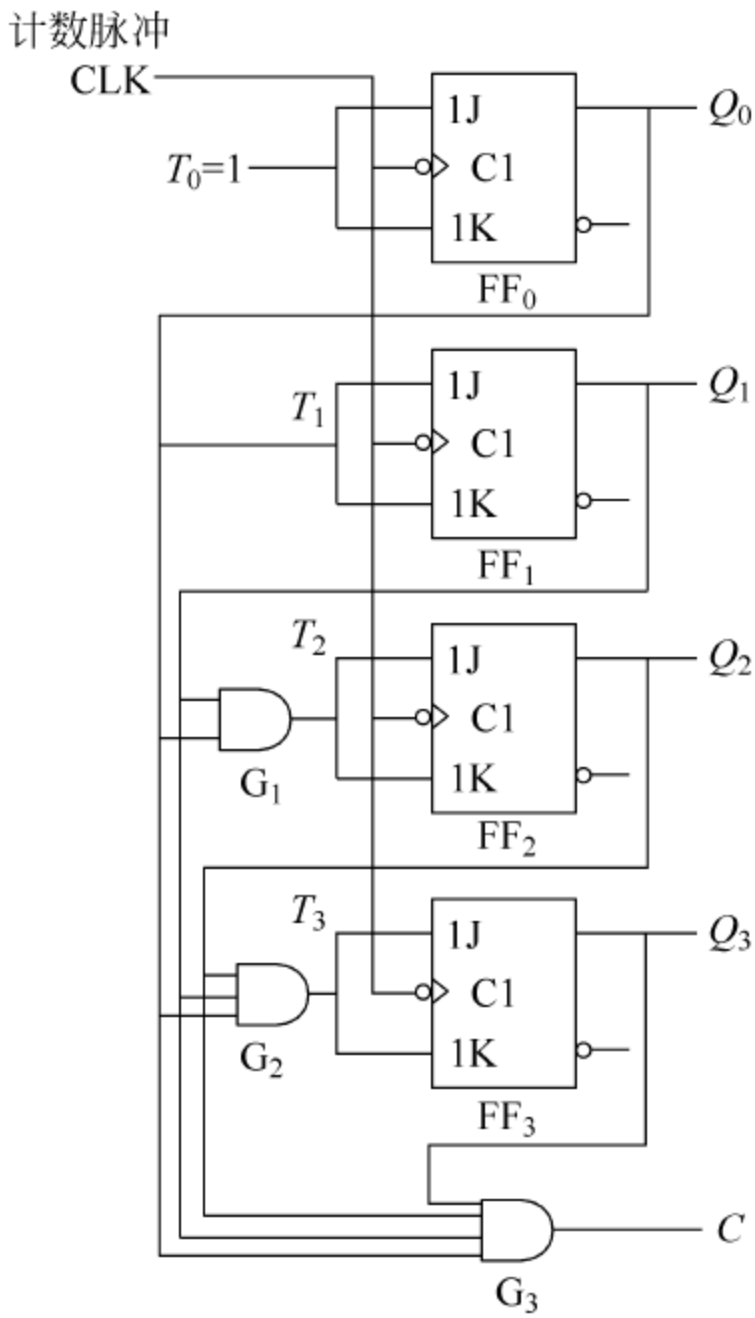 计数脉冲
CLK
1J
Q₀
T₀=1
C1
1K
FF₀
1J
Q₁
T₁
C1
1K
FF₁
T₂
1J
Q₂
C1
G₁
1K
FF₂
T₃
1J
Q₃
C1
G₂
1K
FF₃
C
G₃